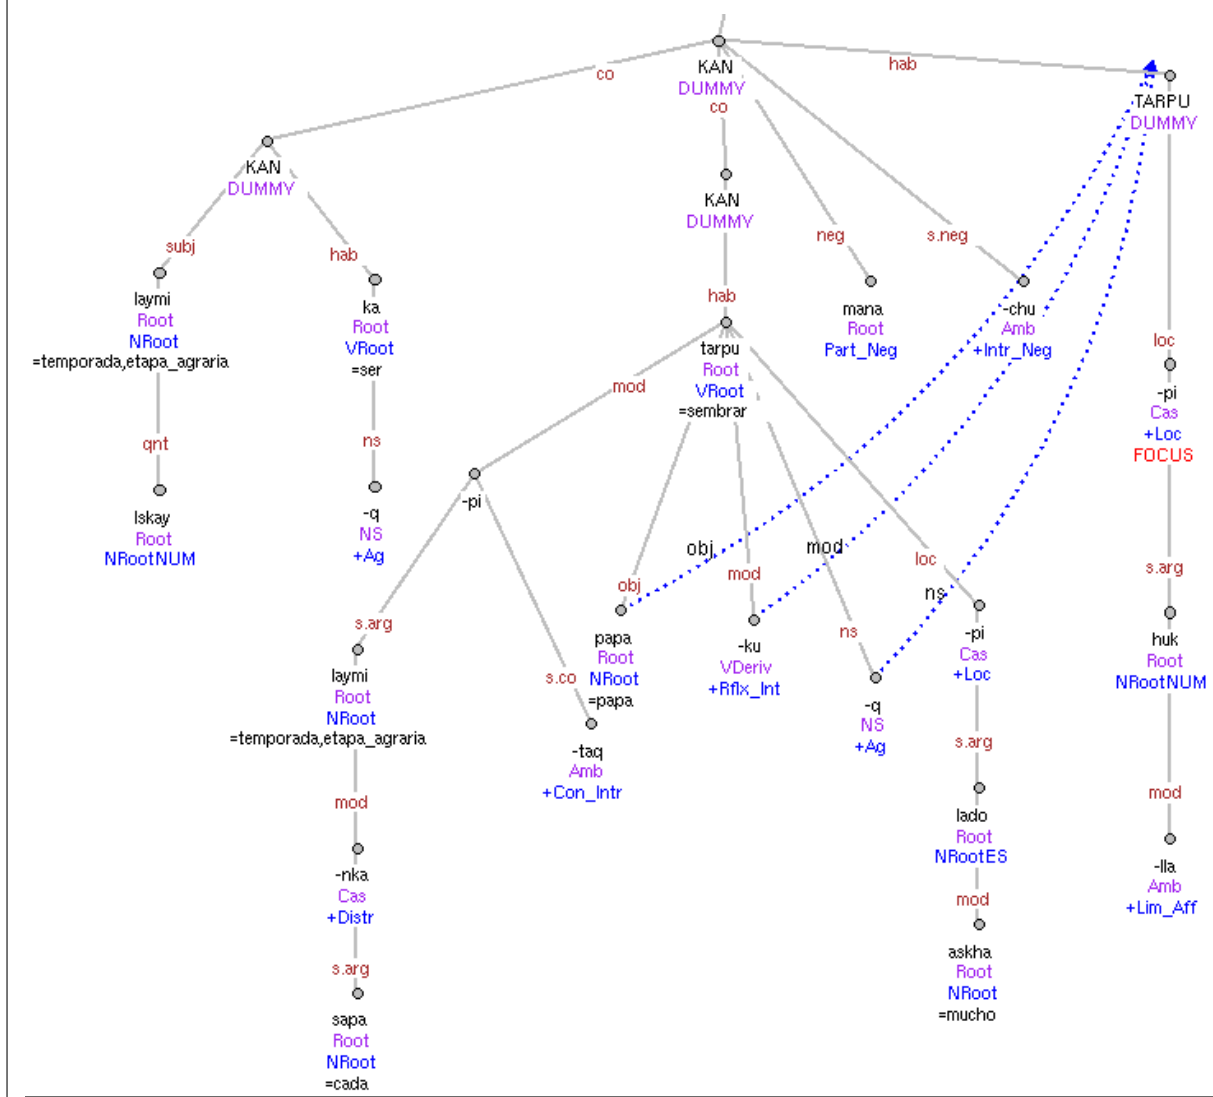 KAN
DUMMY
co
co
hab
TARPU
DUMMY
KAN
DUMMY
KAN
DUMMY
subj
hab
hab
neg
s.neg
laymi
Root
NRoot
=temporada,etapa_agraria
ka
Root
VRoot
=ser
tarpu
Root
VRoot
=sembrar
mana
Root
Part_Neg
-chu
Amb
+Intr_Neg
loc
-pi
Cas
+Loc
FOCUS
qnt
ns
mod
Iskay
Root
NRootNUM
-q
NS
+Ag
-pi
obj
mod
obj
mod
ns
loc
ns
s.arg
s.arg
s.co
papa
Root
NRoot
=papa
-ku
VDeriv
+Rflx_Int
-q
NS
+Ag
-pi
Cas
+Loc
huk
Root
NRootNUM
laymi
Root
NRoot
=temporada,etapa_agraria
-taq
Amb
+Con_Intr
s.arg
mod
mod
lado
Root
NRootES
-lla
Amb
+Lim_Aff
-nka
Cas
+Distr
mod
s.arg
askha
Root
NRoot
=mucho
sapa
Root
NRoot
=cada